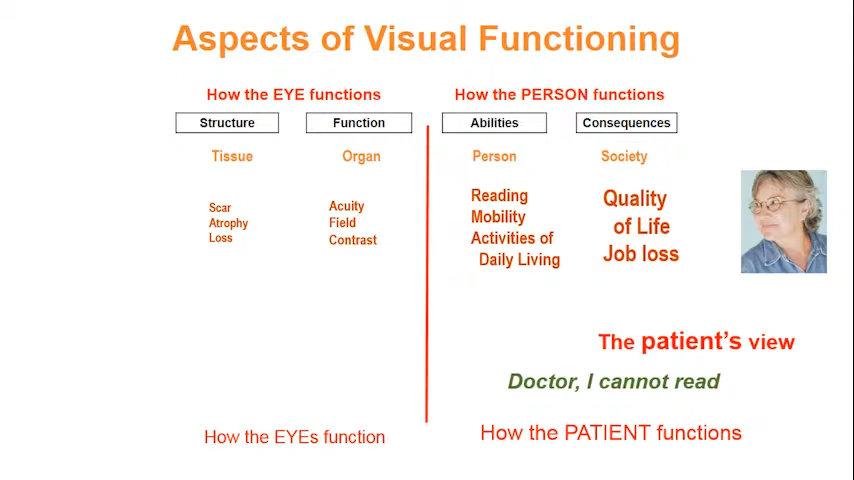 Aspects of Visual Functioning
How the EYE functions
How the PERSON functions
Structure
Function
Abilities
Consequences
Tissue
Organ
Person
Society
Scar
Atrophy
Loss
Acuity
Field
Contrast
Reading
Mobility
Activities of
Daily Living
Quality
of Life
Job loss
The patient's view
Doctor, I cannot read
How the EYEs function
How the PATIENT functions